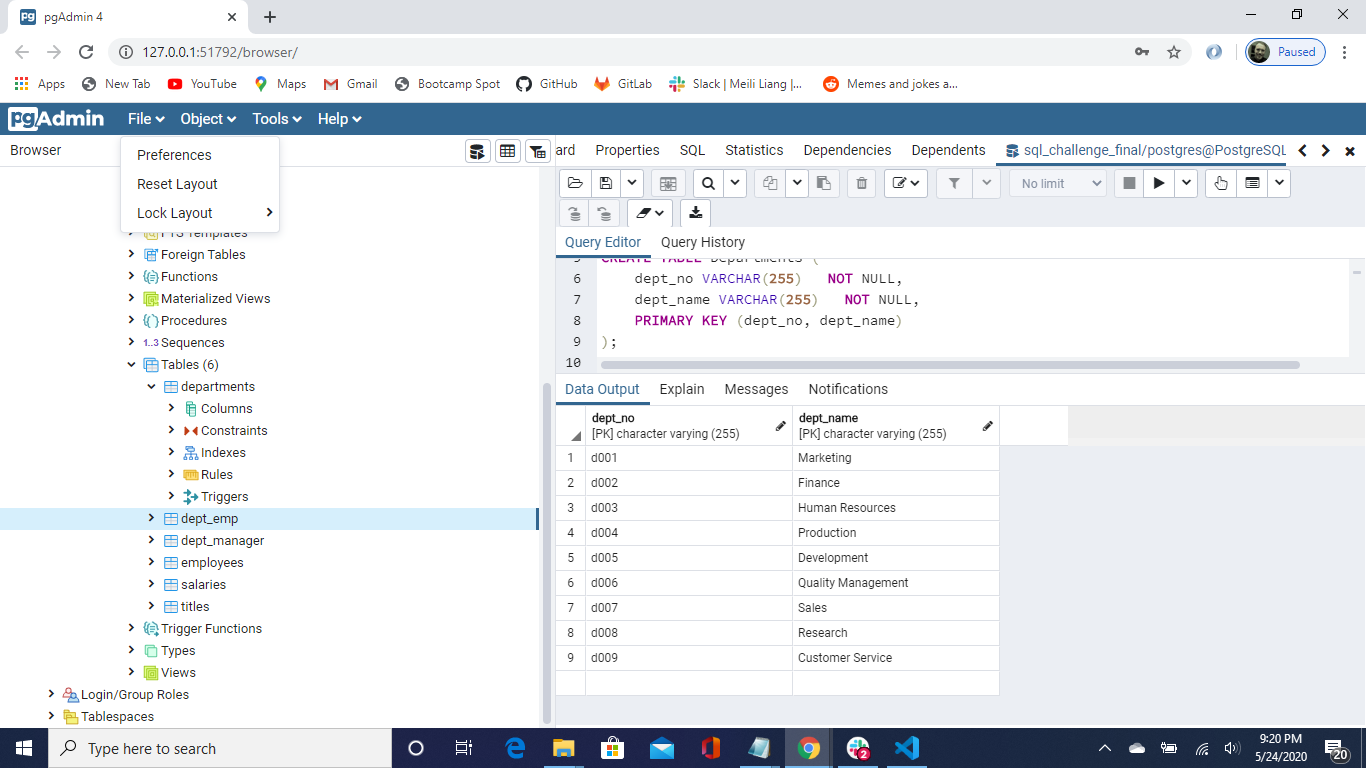 pgAdmin 4
127.0.0.1:51792/browser/
Paused
Apps New Tab YouTube Maps Gmail Bootcamp Spot GitHub GitLab Slack | Meili Liang |... Memes and jokes a...
pgAdmin File Object Tools Help
Browser
Preferences
Reset Layout
Lock Layout
FTS Templates
Foreign Tables
Functions
Materialized Views
Procedures
1..3 Sequences
Tables (6)
departments
Columns
Constraints
Indexes
Rules
Triggers
dept_emp
dept_manager
employees
salaries
titles
Trigger Functions
Types
Views
Login/Group Roles
Tablespaces
ard Properties SQL Statistics Dependencies Dependents sql_challenge_final/postgres@PostgreSQL
No limit
Query Editor Query History
5 CREATE TABLE Departments (
6 dept_no VARCHAR(255) NOT NULL,
7 dept_name VARCHAR(255) NOT NULL,
8 PRIMARY KEY (dept_no, dept_name)
9 );
10
Data Output Explain Messages Notifications
dept_no dept_name
[PK] character varying (255) [PK] character varying (255)
1 d001 Marketing
2 d002 Finance
3 d003 Human Resources
4 d004 Production
5 d005 Development
6 d006 Quality Management
7 d007 Sales
8 d008 Research
9 d009 Customer Service
Type here to search
2
9:20 PM
5/24/2020
20